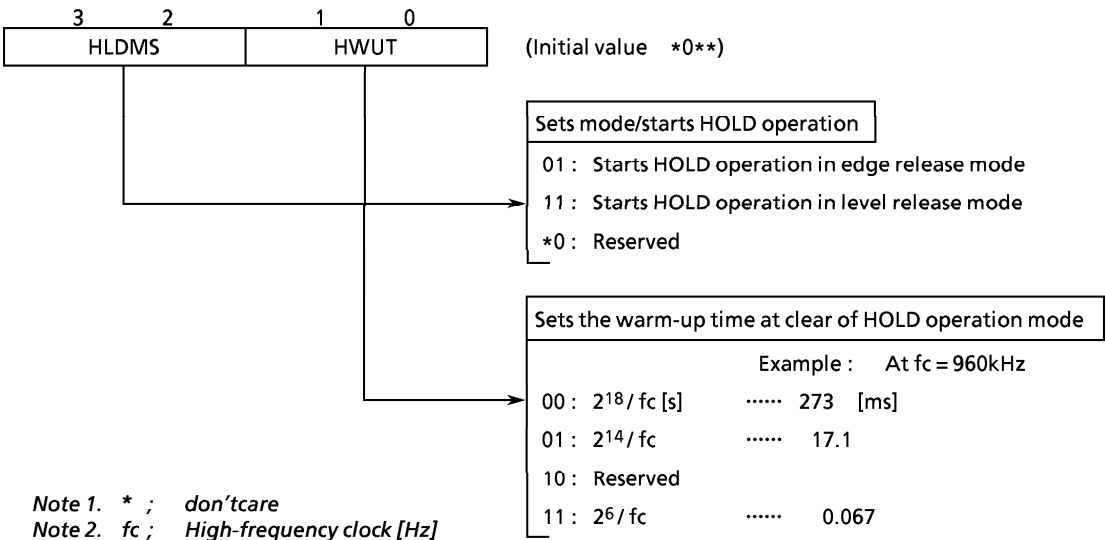 3 2 1 0
HLDMS HWUT (Initial value *0**)
Sets mode/starts HOLD operation
01 : Starts HOLD operation in edge release mode
11 : Starts HOLD operation in level release mode
*0 : Reserved
Sets the warm-up time at clear of HOLD operation mode
Example : At fc = 960kHz
00 : 2¹⁸/ fc [s] ······ 273 [ms]
01 : 2¹⁴/ fc ······ 17.1
10 : Reserved
11 : 2⁶/ fc ······ 0.067
Note 1. * ; don'tcare
Note 2. fc ; High-frequency clock [Hz]